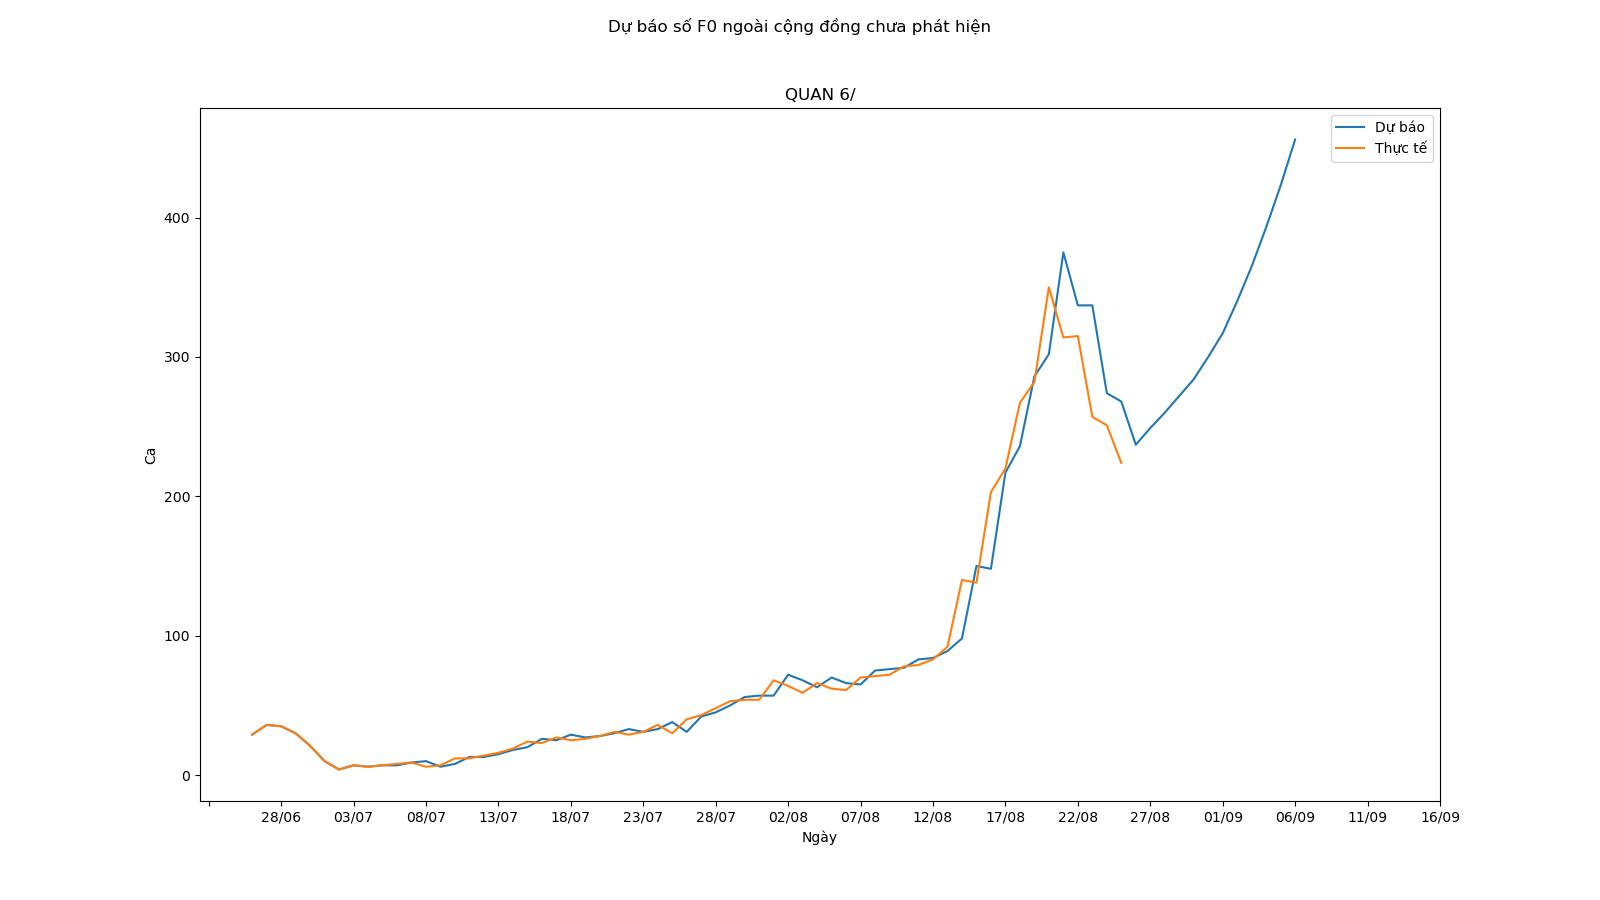 Dự báo số F0 ngoài cộng đồng chưa phát hiện
QUAN 6/
Dự báo
Thực tế
400
300
200
100
0
Ca
28/06 03/07 08/07 13/07 18/07 23/07 28/07 02/08 07/08 12/08 17/08 22/08 27/08 01/09 06/09 11/09 16/09
Ngày